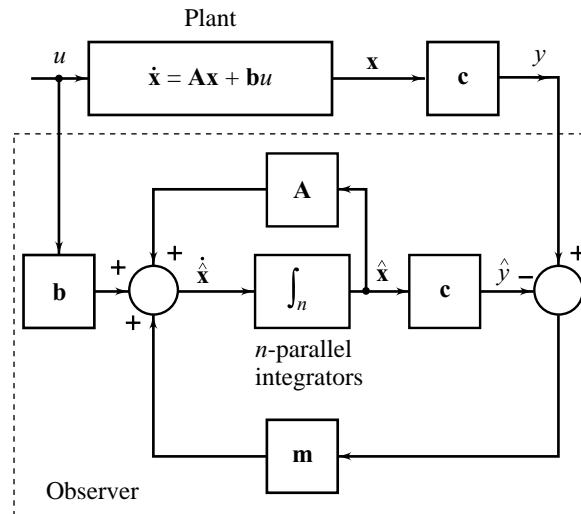 Plant
u
ẋ = Ax + bu
x
c
y
A
+
+
+
b
x̂̇
∫n
x̂
c
ŷ
−
+
n-parallel
integrators
m
Observer